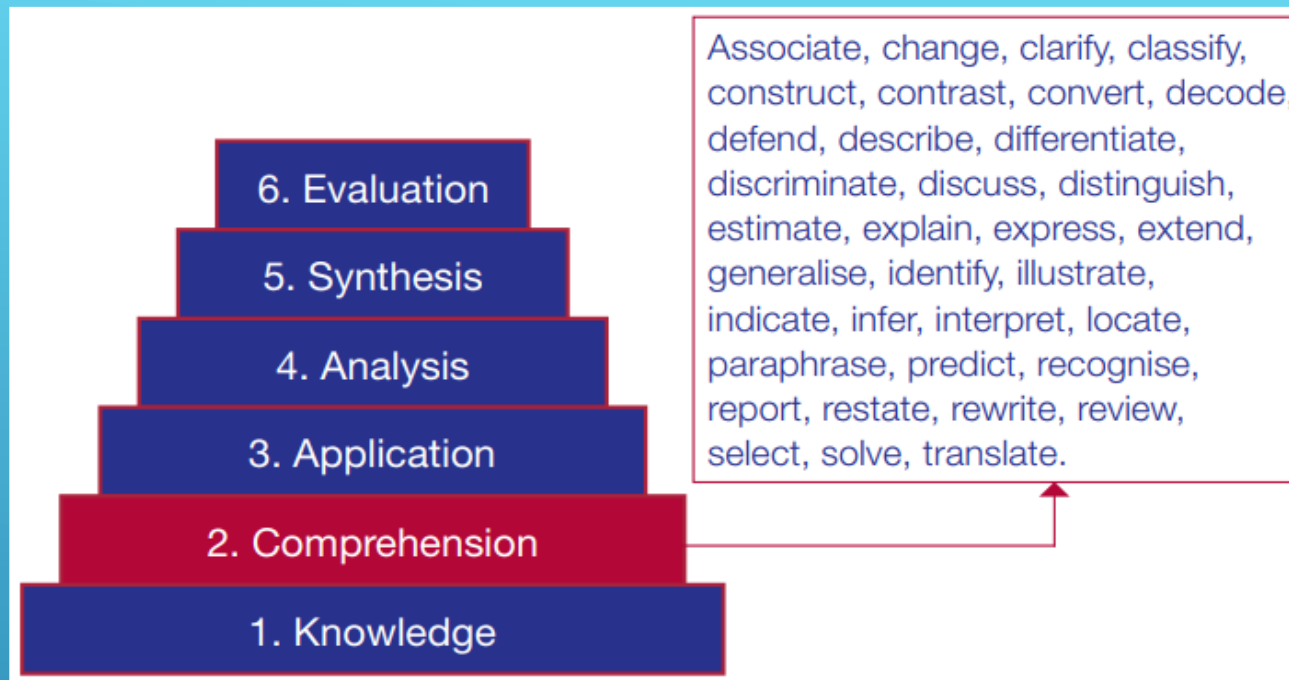 Associate, change, clarify, classify,
construct, contrast, convert, decode,
defend, describe, differentiate,
discriminate, discuss, distinguish,
estimate, explain, express, extend,
generalise, identify, illustrate,
indicate, infer, interpret, locate,
paraphrase, predict, recognise,
report, restate, rewrite, review,
select, solve, translate.
6. Evaluation
5. Synthesis
4. Analysis
3. Application
2. Comprehension
1. Knowledge